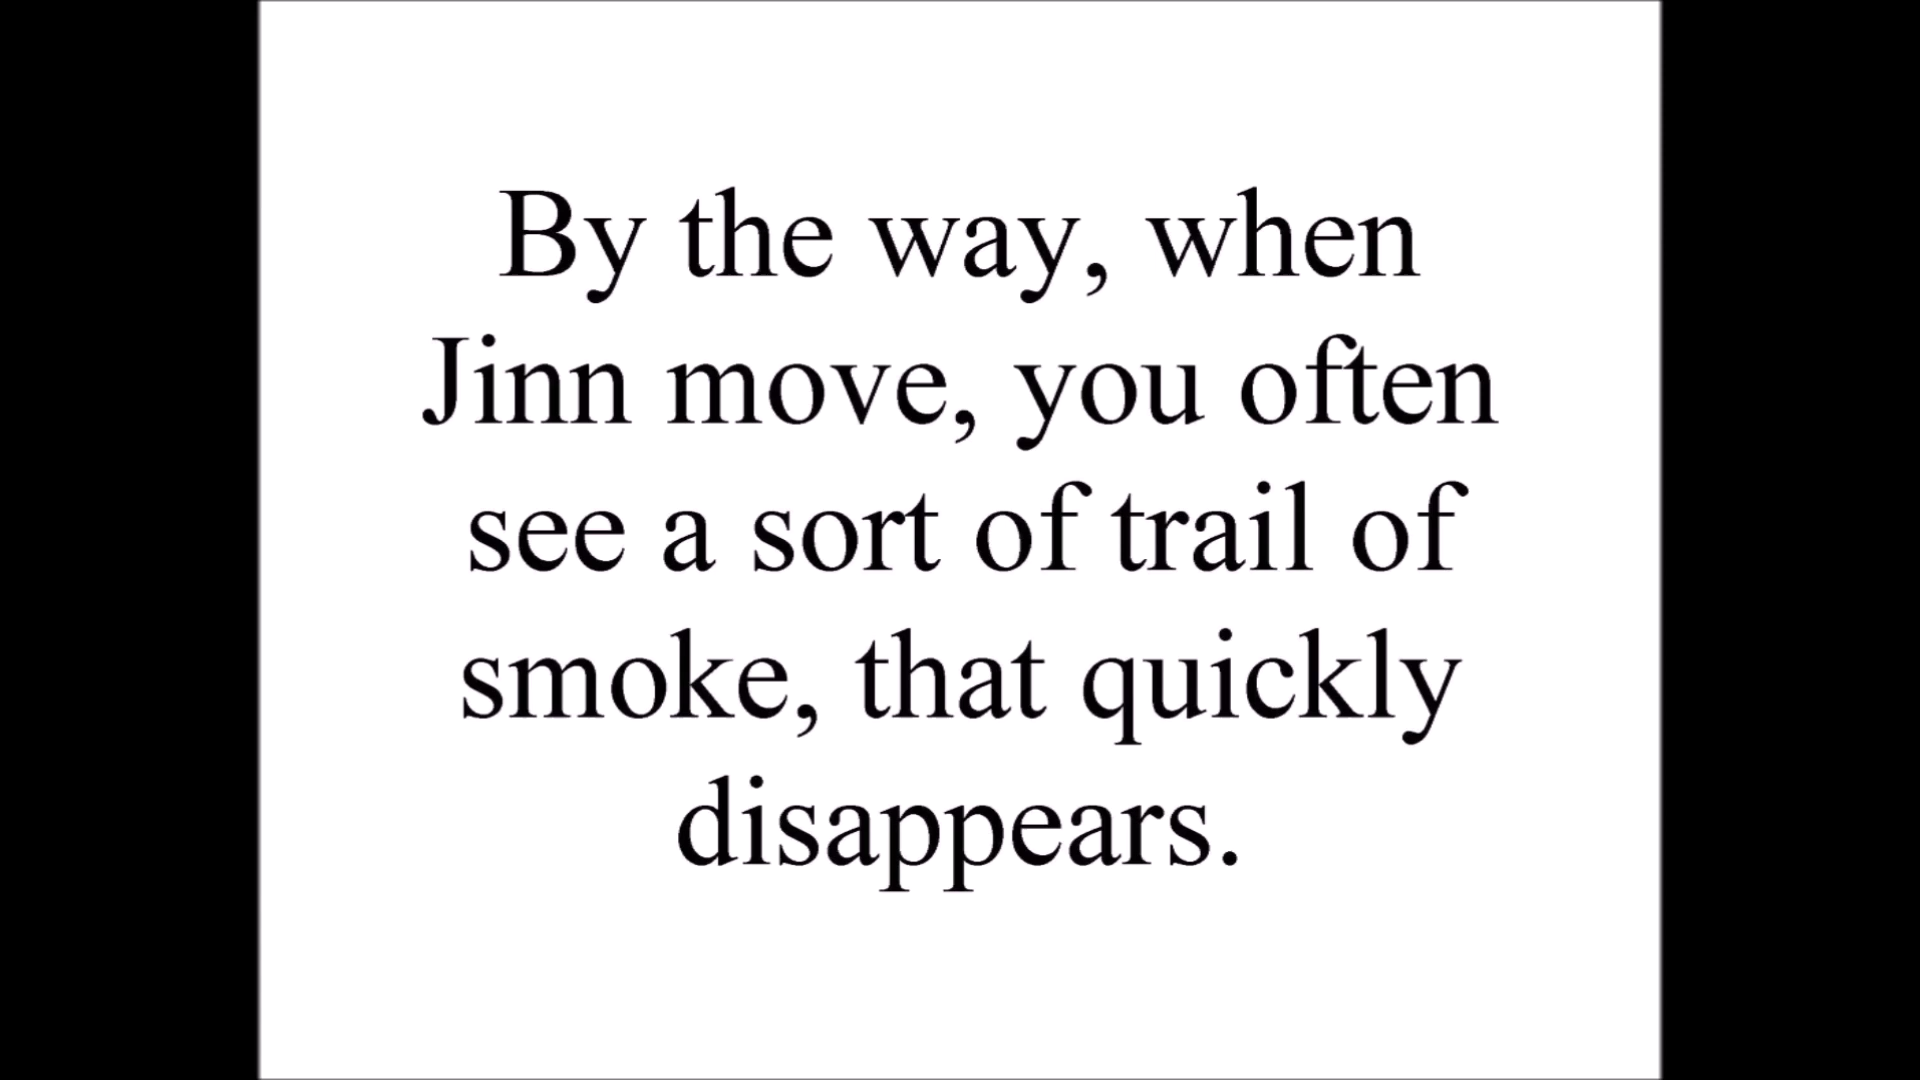 By the way, when
Jinn move, you often
see a sort of trail of
smoke, that quickly
disappears.